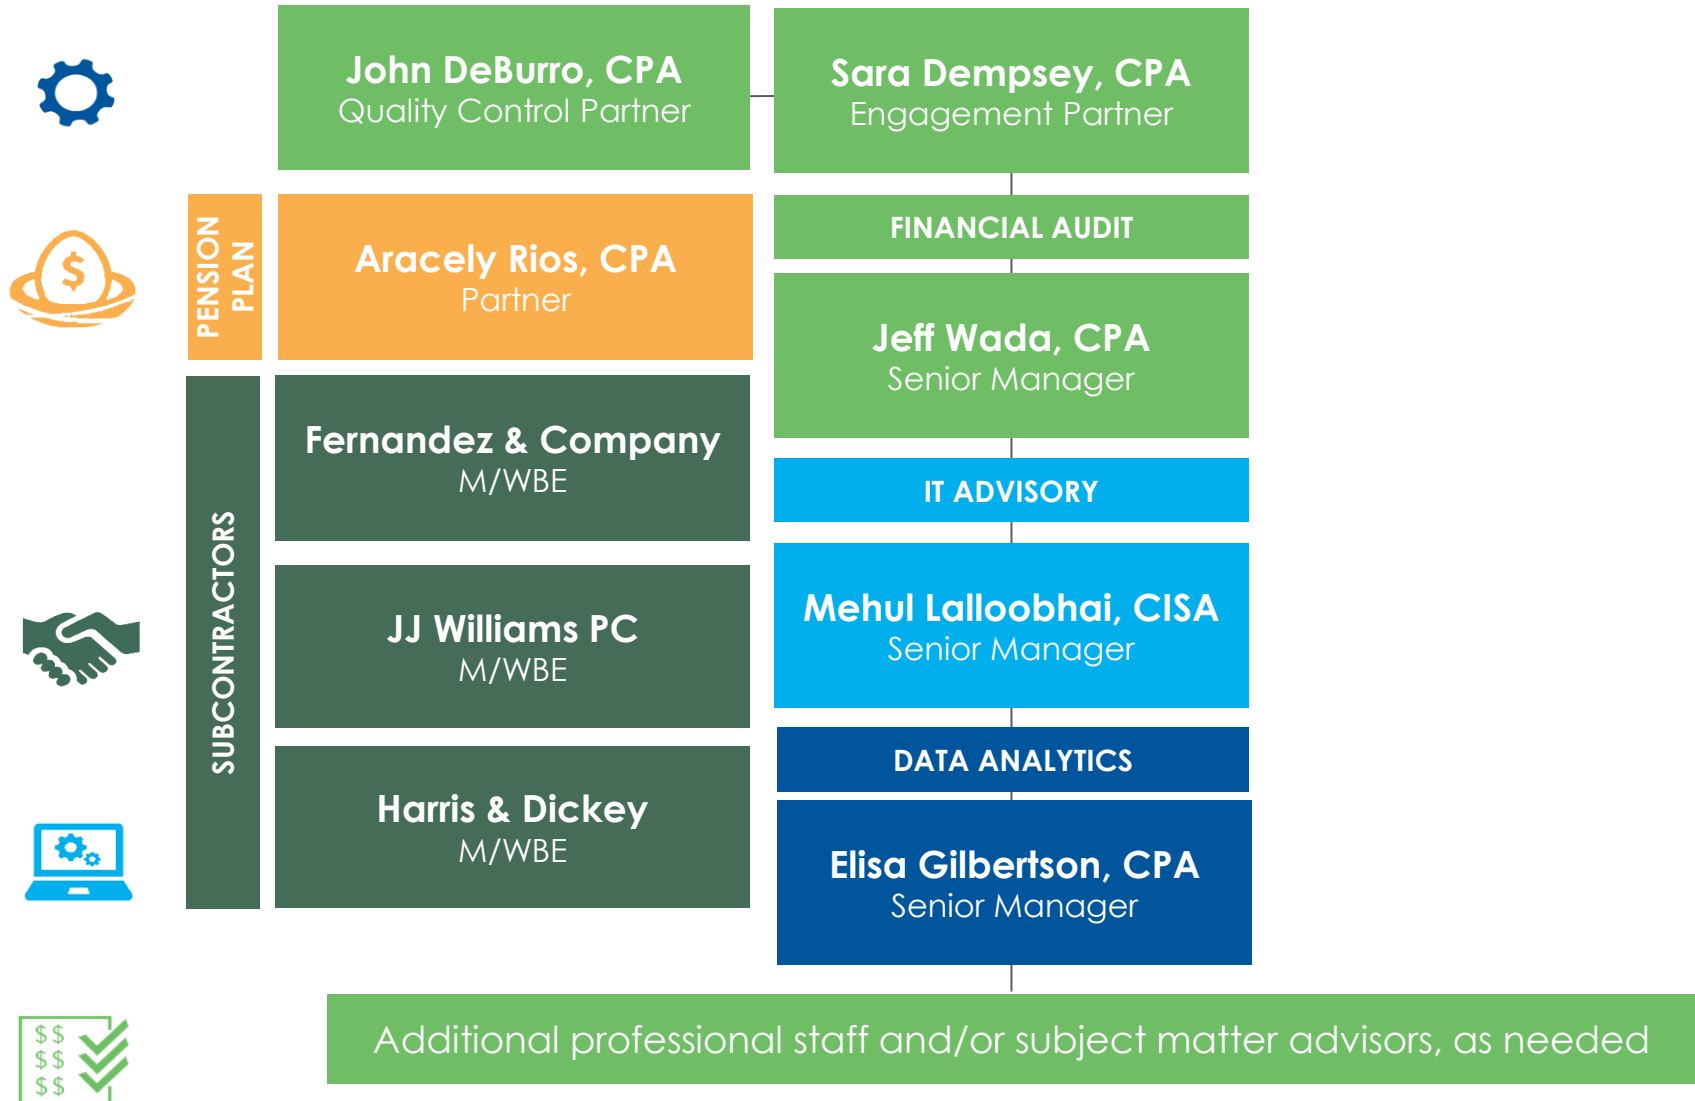 John DeBurro, CPA
Quality Control Partner
Sara Dempsey, CPA
Engagement Partner
PENSION
PLAN
Aracely Rios, CPA
Partner
FINANCIAL AUDIT
Jeff Wada, CPA
Senior Manager
SUBCONTRACTORS
Fernandez & Company
M/WBE
IT ADVISORY
JJ Williams PC
M/WBE
Mehul Lalloobhai, CISA
Senior Manager
Harris & Dickey
M/WBE
DATA ANALYTICS
Elisa Gilbertson, CPA
Senior Manager
Additional professional staff and/or subject matter advisors, as needed
$
$$
$$
$$